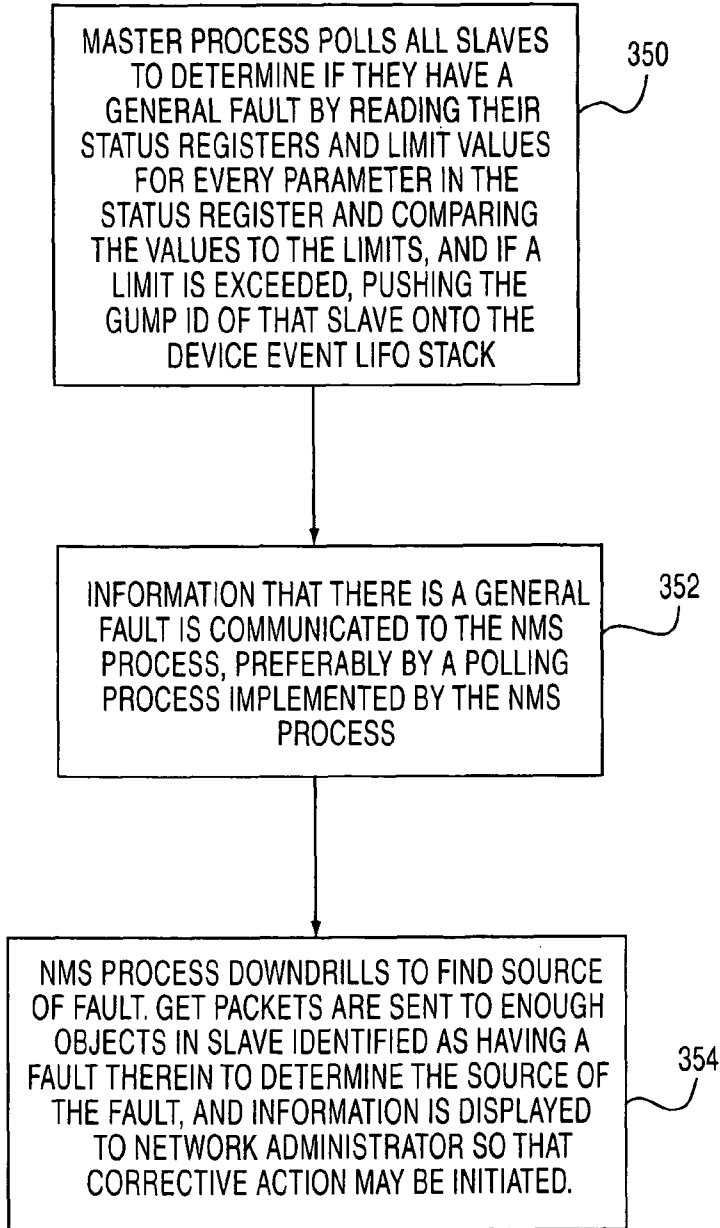 MASTER PROCESS POLLS ALL SLAVES
TO DETERMINE IF THEY HAVE A
GENERAL FAULT BY READING THEIR
STATUS REGISTERS AND LIMIT VALUES
FOR EVERY PARAMETER IN THE
STATUS REGISTER AND COMPARING
THE VALUES TO THE LIMITS, AND IF A
LIMIT IS EXCEEDED, PUSHING THE
GUMP ID OF THAT SLAVE ONTO THE
DEVICE EVENT LIFO STACK
350
INFORMATION THAT THERE IS A GENERAL
FAULT IS COMMUNICATED TO THE NMS
PROCESS, PREFERABLY BY A POLLING
PROCESS IMPLEMENTED BY THE NMS
PROCESS
352
NMS PROCESS DOWNDRILLS TO FIND SOURCE
OF FAULT. GET PACKETS ARE SENT TO ENOUGH
OBJECTS IN SLAVE IDENTIFIED AS HAVING A
FAULT THEREIN TO DETERMINE THE SOURCE OF
THE FAULT, AND INFORMATION IS DISPLAYED
TO NETWORK ADMINISTRATOR SO THAT
CORRECTIVE ACTION MAY BE INITIATED.
354